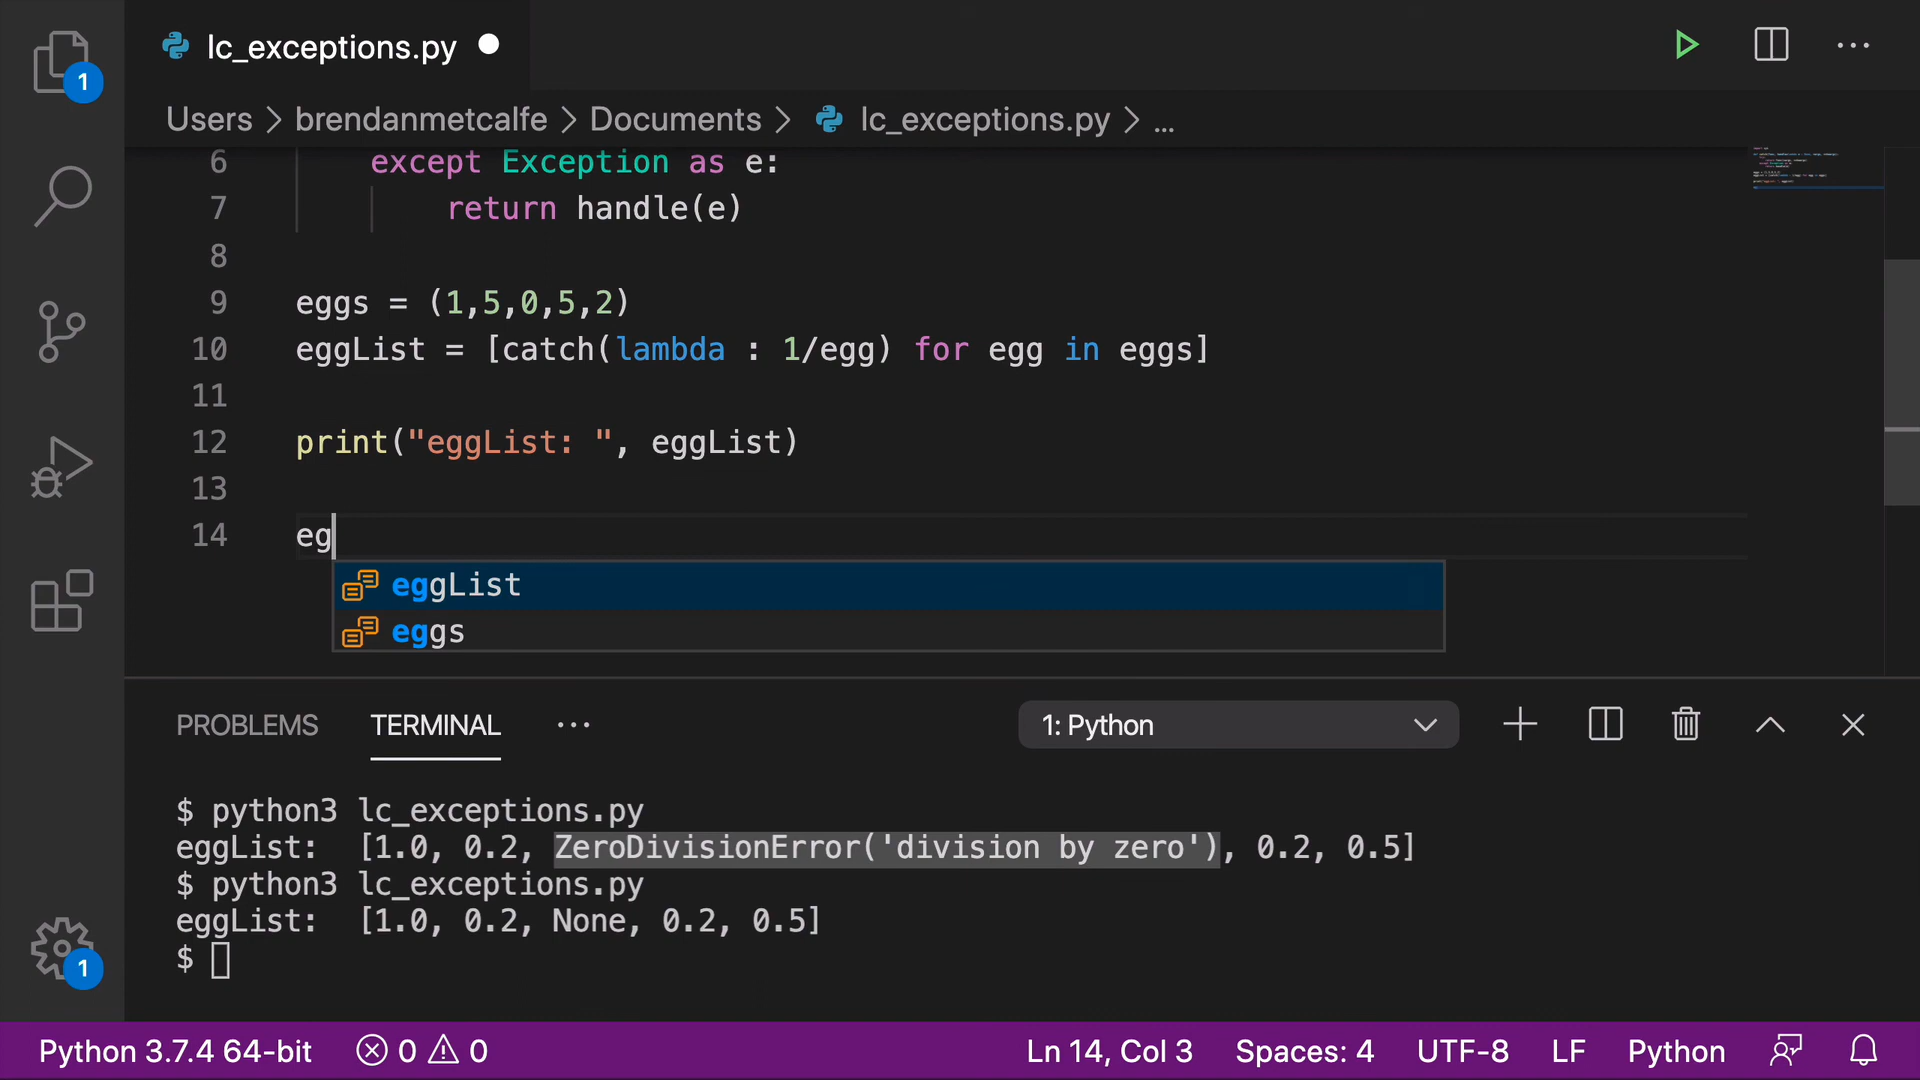 lc_exceptions.py
1
Users > brendanmetcalfe > Documents > lc_exceptions.py > ...
6 except Exception as e:
7 return handle(e)
8
9 eggs = (1,5,0,5,2)
10 eggList = [catch(lambda : 1/egg) for egg in eggs]
11
12 print("eggList: ", eggList)
13
14 eg
eggList
eggs
PROBLEMS TERMINAL ... 1: Python
$ python3 lc_exceptions.py
eggList:  [1.0, 0.2, ZeroDivisionError('division by zero'), 0.2, 0.5]
$ python3 lc_exceptions.py
eggList:  [1.0, 0.2, None, 0.2, 0.5]
$
1
Python 3.7.4 64-bit 0 0 Ln 14, Col 3 Spaces: 4 UTF-8 LF Python